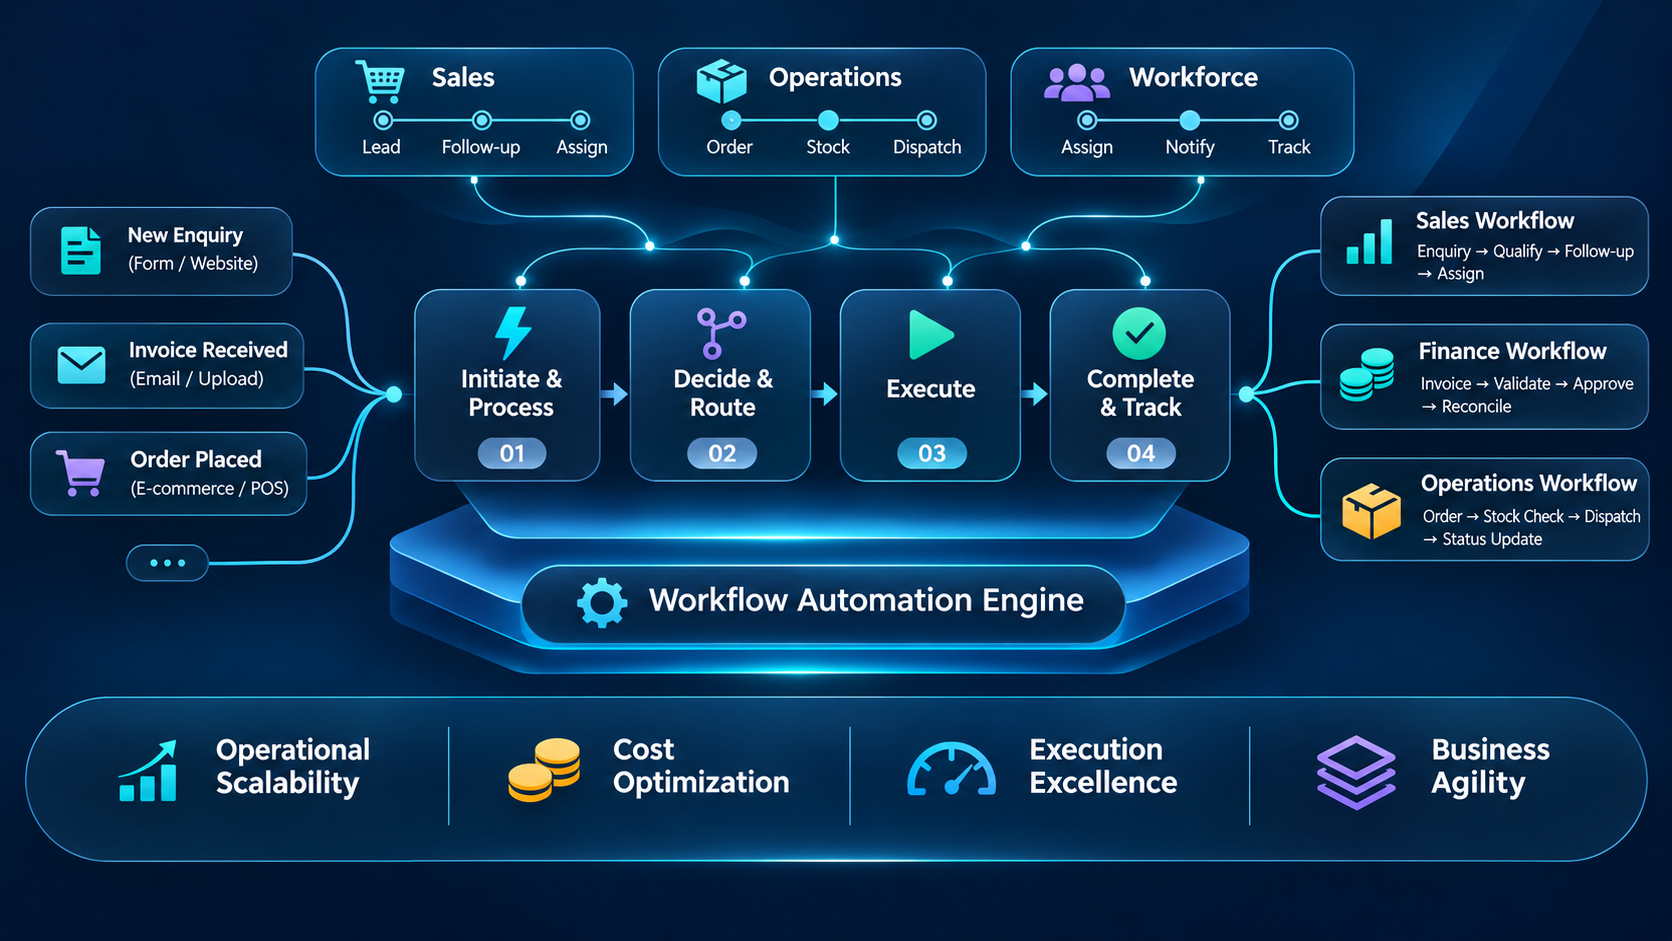 Sales
Lead Follow-up Assign
Operations
Order Stock Dispatch
Workforce
Assign Notify Track
New Enquiry
(Form / Website)
Invoice Received
(Email / Upload)
Order Placed
(E-commerce / POS)
Initiate &
Process
01
Decide &
Route
02
Execute
03
Complete
& Track
04
Sales Workflow
Enquiry → Qualify → Follow-up
→ Assign
Finance Workflow
Invoice → Validate → Approve
→ Reconcile
Operations Workflow
Order → Stock Check → Dispatch
→ Status Update
Workflow Automation Engine
Operational
Scalability
Cost
Optimization
Execution
Excellence
Business
Agility